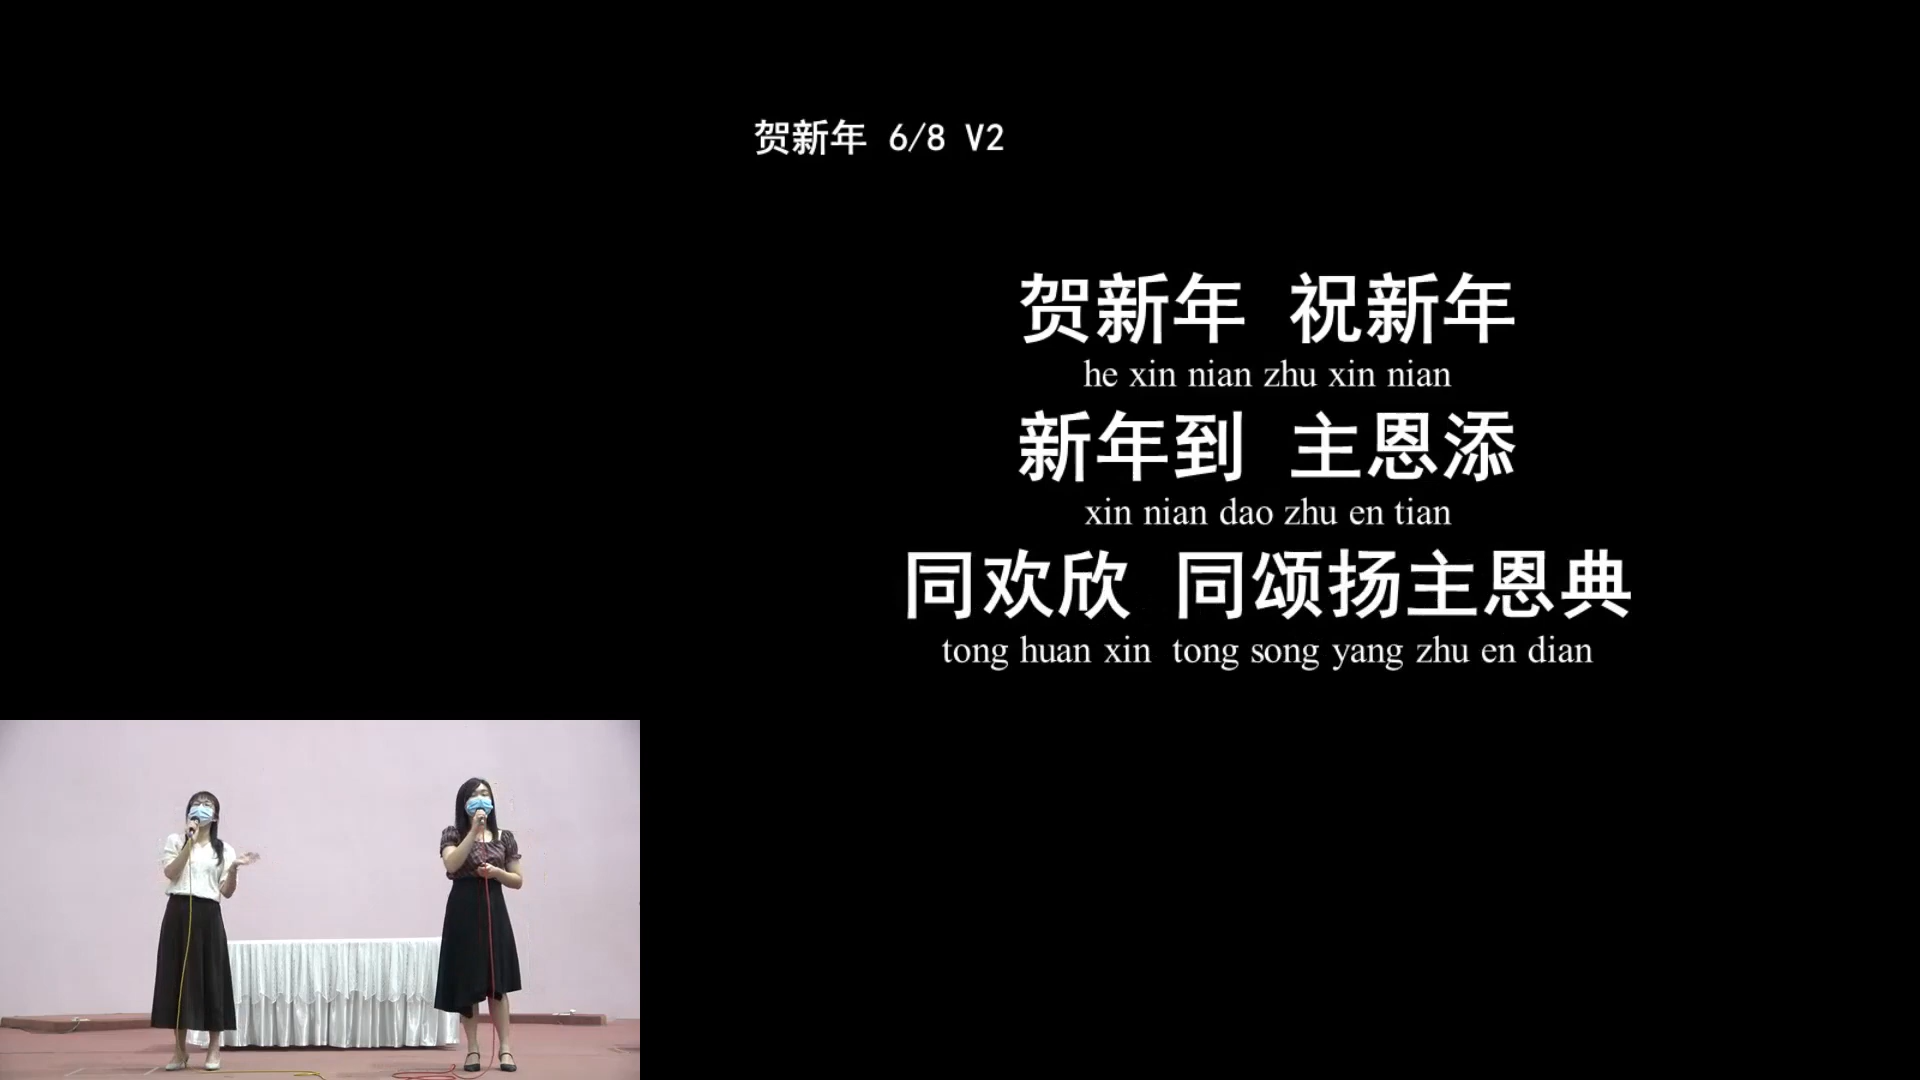 贺新年 6/8 V2
贺新年 祝新年
he xin nian zhu xin nian
新年到 主恩添
xin nian dao zhu en tian
同欢欣 同颂扬主恩典
tong huan xin tong song yang zhu en dian